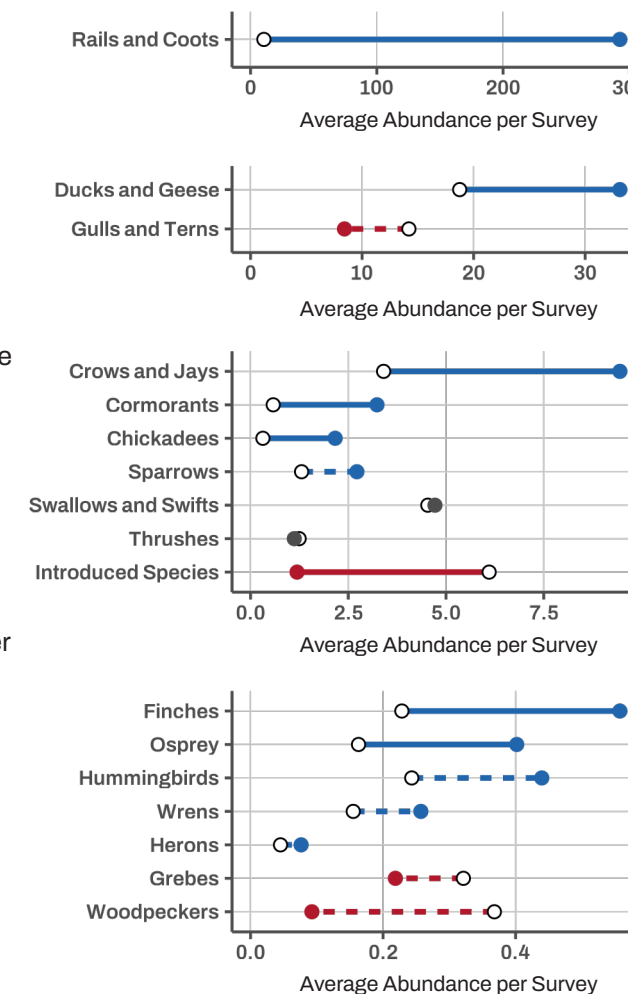 Rails and Coots
0 100 200 30
Average Abundance per Survey
Ducks and Geese
Gulls and Terns
0 10 20 30
Average Abundance per Survey
e
Crows and Jays
Cormorants
Chickadees
Sparrows
Swallows and Swifts
Thrushes
Introduced Species
0.0 2.5 5.0 7.5
Average Abundance per Survey
er
Finches
Osprey
Hummingbirds
Wrens
Herons
Grebes
Woodpeckers
0.0 0.2 0.4
Average Abundance per Survey